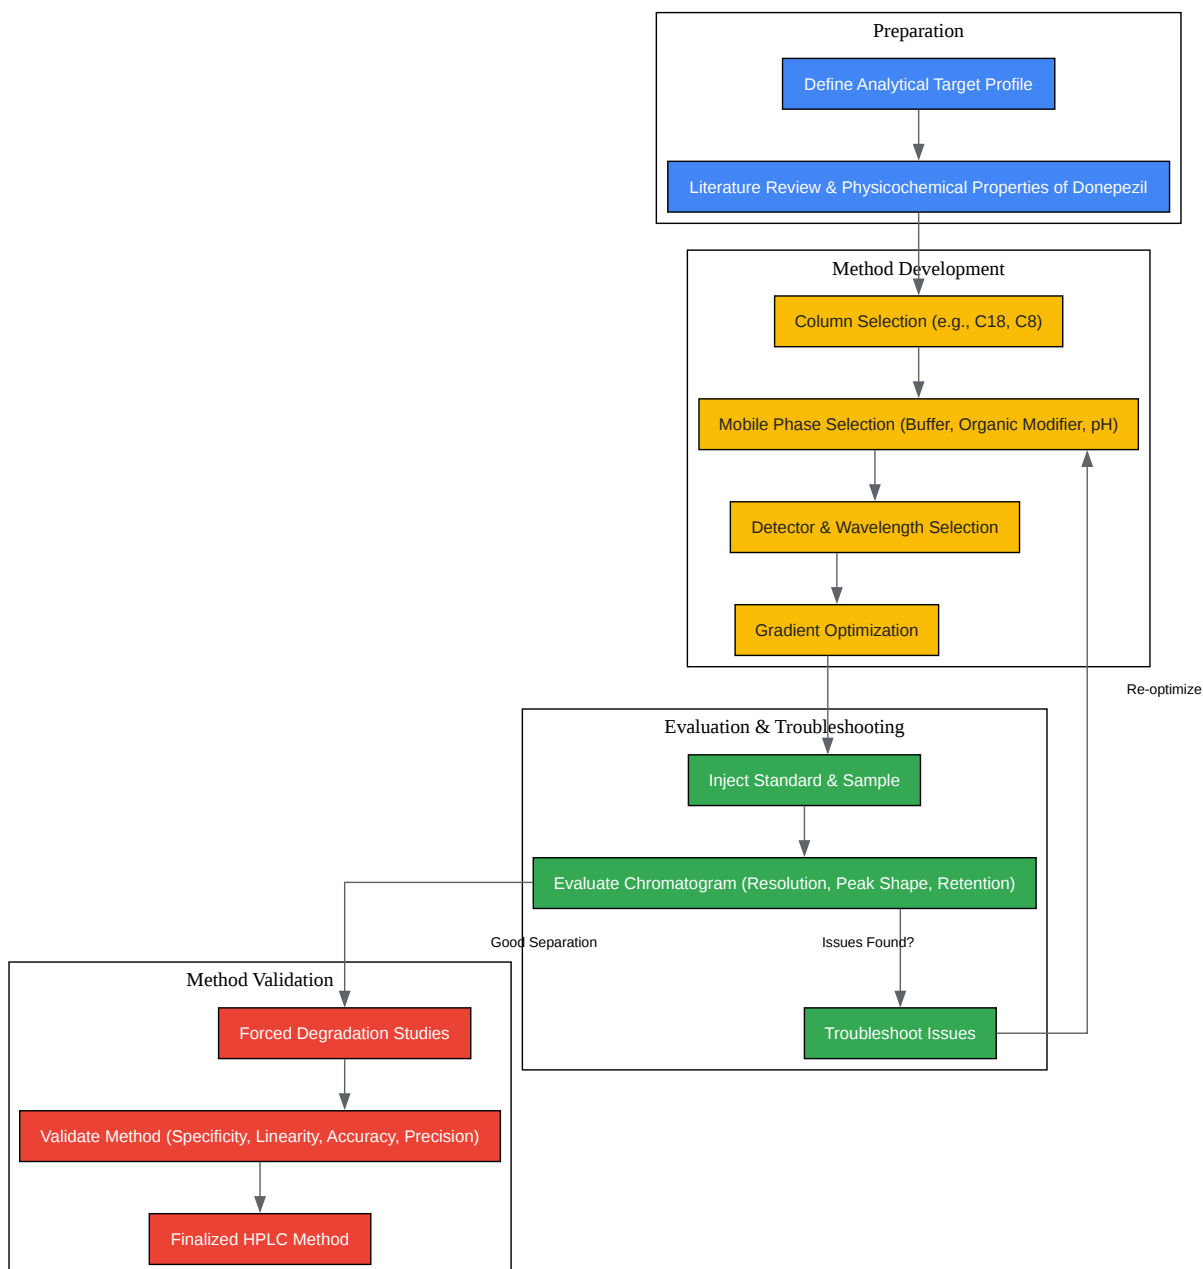 Preparation
Define Analytical Target Profile
Literature Review & Physicochemical Properties of Donepezil
Method Development
Column Selection (e.g., C18, C8)
Mobile Phase Selection (Buffer, Organic Modifier, pH)
Detector & Wavelength Selection
Gradient Optimization
Re-optimize
Evaluation & Troubleshooting
Inject Standard & Sample
Evaluate Chromatogram (Resolution, Peak Shape, Retention)
Good Separation
Issues Found?
Troubleshoot Issues
Method Validation
Forced Degradation Studies
Validate Method (Specificity, Linearity, Accuracy, Precision)
Finalized HPLC Method